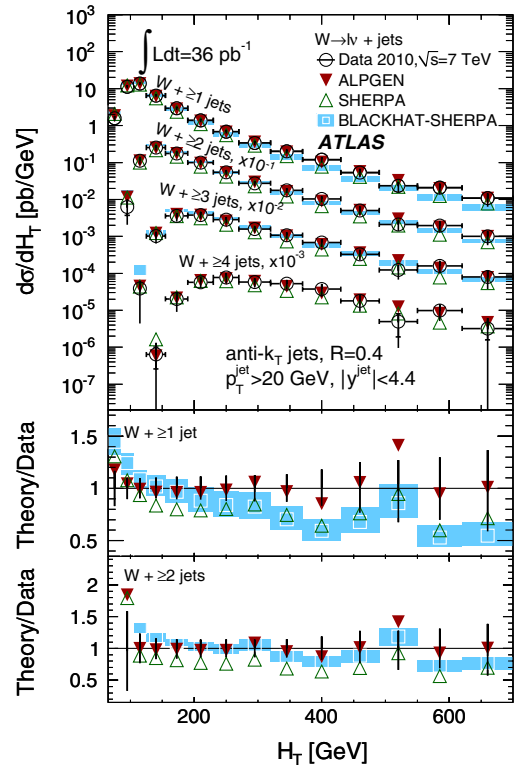 ∫ Ldt=36 pb⁻¹
W→lν + jets
Data 2010,√s=7 TeV
ALPGEN
SHERPA
BLACKHAT-SHERPA
ATLAS
W + ≥1 jets
W + ≥2 jets, x10⁻¹
W + ≥3 jets, x10⁻²
W + ≥4 jets, x10⁻³
anti-k_T jets, R=0.4
p_T^jet>20 GeV, |y^jet|<4.4
dσ/dH_T [pb/GeV]
10³
10²
10
1
10⁻¹
10⁻²
10⁻³
10⁻⁴
10⁻⁵
10⁻⁶
10⁻⁷
W + ≥1 jet
Theory/Data
1.5
1
0.5
W + ≥2 jets
Theory/Data
2
1.5
1
0.5
200 400 600
H_T [GeV]